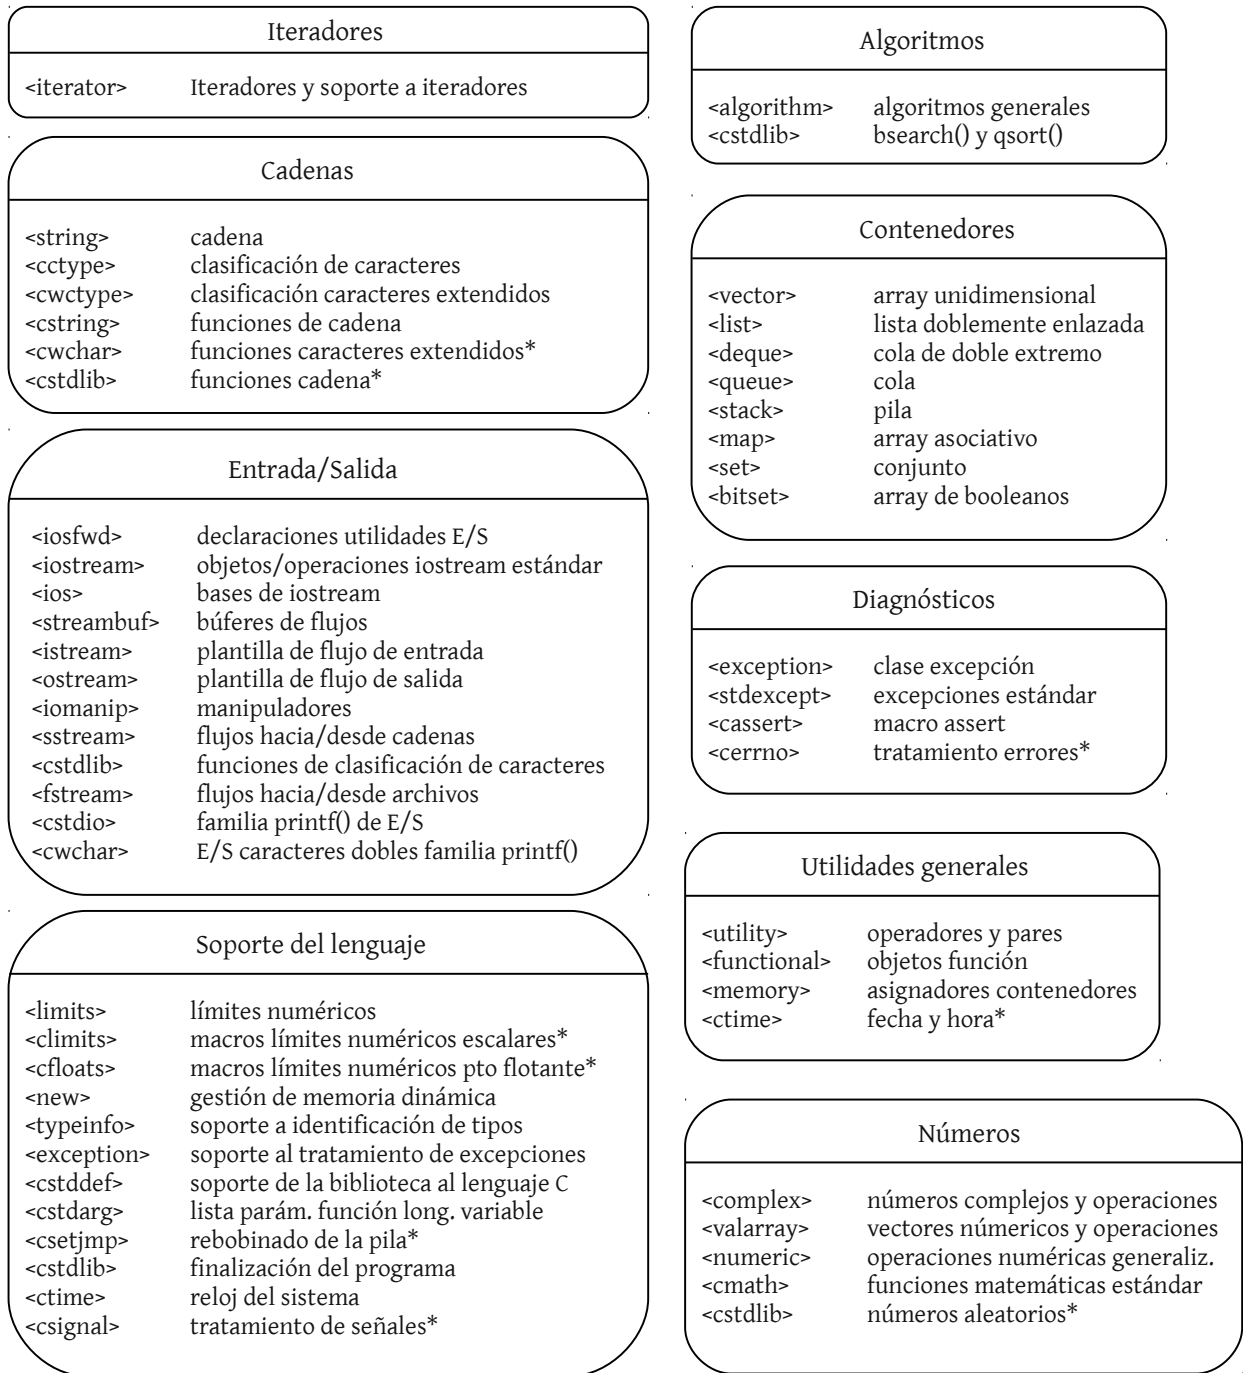 Iteradores
<iterator> Iteradores y soporte a iteradores
Cadenas
<string> cadena
<cctype> clasificación de caracteres
<cwctype> clasificación caracteres extendidos
<cstring> funciones de cadena
<cwchar> funciones caracteres extendidos*
<cstdlib> funciones cadena*
Entrada/Salida
<iosfwd> declaraciones utilidades E/S
<iostream> objetos/operaciones iostream estándar
<ios> bases de iostream
<streambuf> búferes de flujos
<istream> plantilla de flujo de entrada
<ostream> plantilla de flujo de salida
<iomanip> manipuladores
<sstream> flujos hacia/desde cadenas
<cstdlib> funciones de clasificación de caracteres
<fstream> flujos hacia/desde archivos
<cstdio> familia printf() de E/S
<cwchar> E/S caracteres dobles familia printf()
Soporte del lenguaje
<limits> límites numéricos
<climits> macros límites numéricos escalares*
<cfloats> macros límites numéricos pto flotante*
<new> gestión de memoria dinámica
<typeinfo> soporte a identificación de tipos
<exception> soporte al tratamiento de excepciones
<cstddef> soporte de la biblioteca al lenguaje C
<cstdarg> lista parám. función long. variable
<csetjmp> rebobinado de la pila*
<cstdlib> finalización del programa
<ctime> reloj del sistema
<csignal> tratamiento de señales*
Algoritmos
<algorithm> algoritmos generales
<cstdlib> bsearch() y qsort()
Contenedores
<vector> array unidimensional
<list> lista doblemente enlazada
<deque> cola de doble extremo
<queue> cola
<stack> pila
<map> array asociativo
<set> conjunto
<bitset> array de booleanos
Diagnósticos
<exception> clase excepción
<stdexcept> excepciones estándar
<cassert> macro assert
<cerrno> tratamiento errores*
Utilidades generales
<utility> operadores y pares
<functional> objetos función
<memory> asignadores contenedores
<ctime> fecha y hora*
Números
<complex> números complejos y operaciones
<valarray> vectores númericos y operaciones
<numeric> operaciones numéricas generaliz.
<cmath> funciones matemáticas estándar
<cstdlib> números aleatorios*